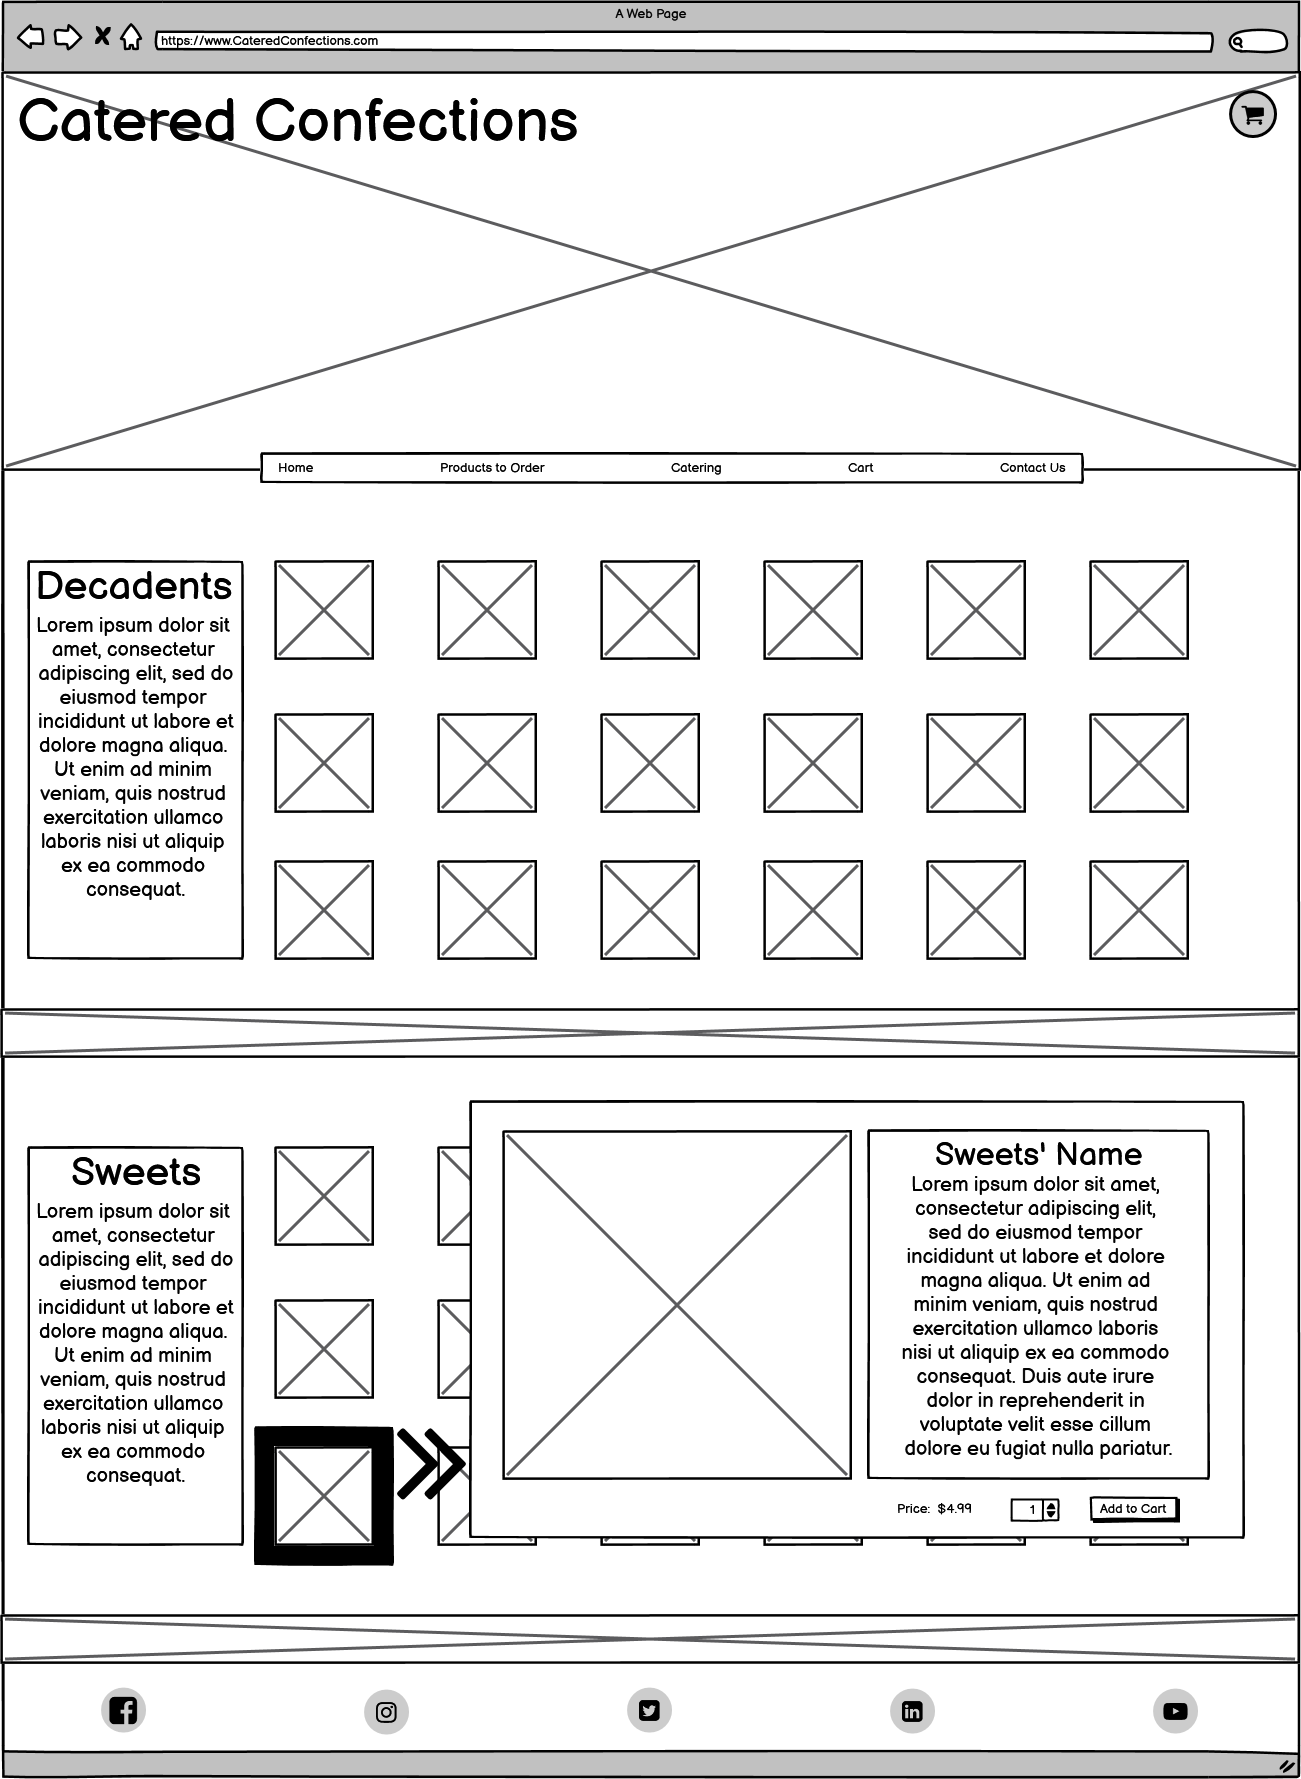 A Web Page
https://www.CateredConfections.com
Catered Confections
Home Products to Order Catering Cart Contact Us
Decadents
Lorem ipsum dolor sit
amet, consectetur
adipiscing elit, sed do
eiusmod tempor
incididunt ut labore et
dolore magna aliqua.
Ut enim ad minim
veniam, quis nostrud
exercitation ullamco
laboris nisi ut aliquip
ex ea commodo
consequat.
Sweets
Lorem ipsum dolor sit
amet, consectetur
adipiscing elit, sed do
eiusmod tempor
incididunt ut labore et
dolore magna aliqua.
Ut enim ad minim
veniam, quis nostrud
exercitation ullamco
laboris nisi ut aliquip
ex ea commodo
consequat.
Sweets' Name
Lorem ipsum dolor sit amet,
consectetur adipiscing elit,
sed do eiusmod tempor
incididunt ut labore et dolore
magna aliqua. Ut enim ad
minim veniam, quis nostrud
exercitation ullamco laboris
nisi ut aliquip ex ea commodo
consequat. Duis aute irure
dolor in reprehenderit in
voluptate velit esse cillum
dolore eu fugiat nulla pariatur.
Price: $4.99 1 Add to Cart